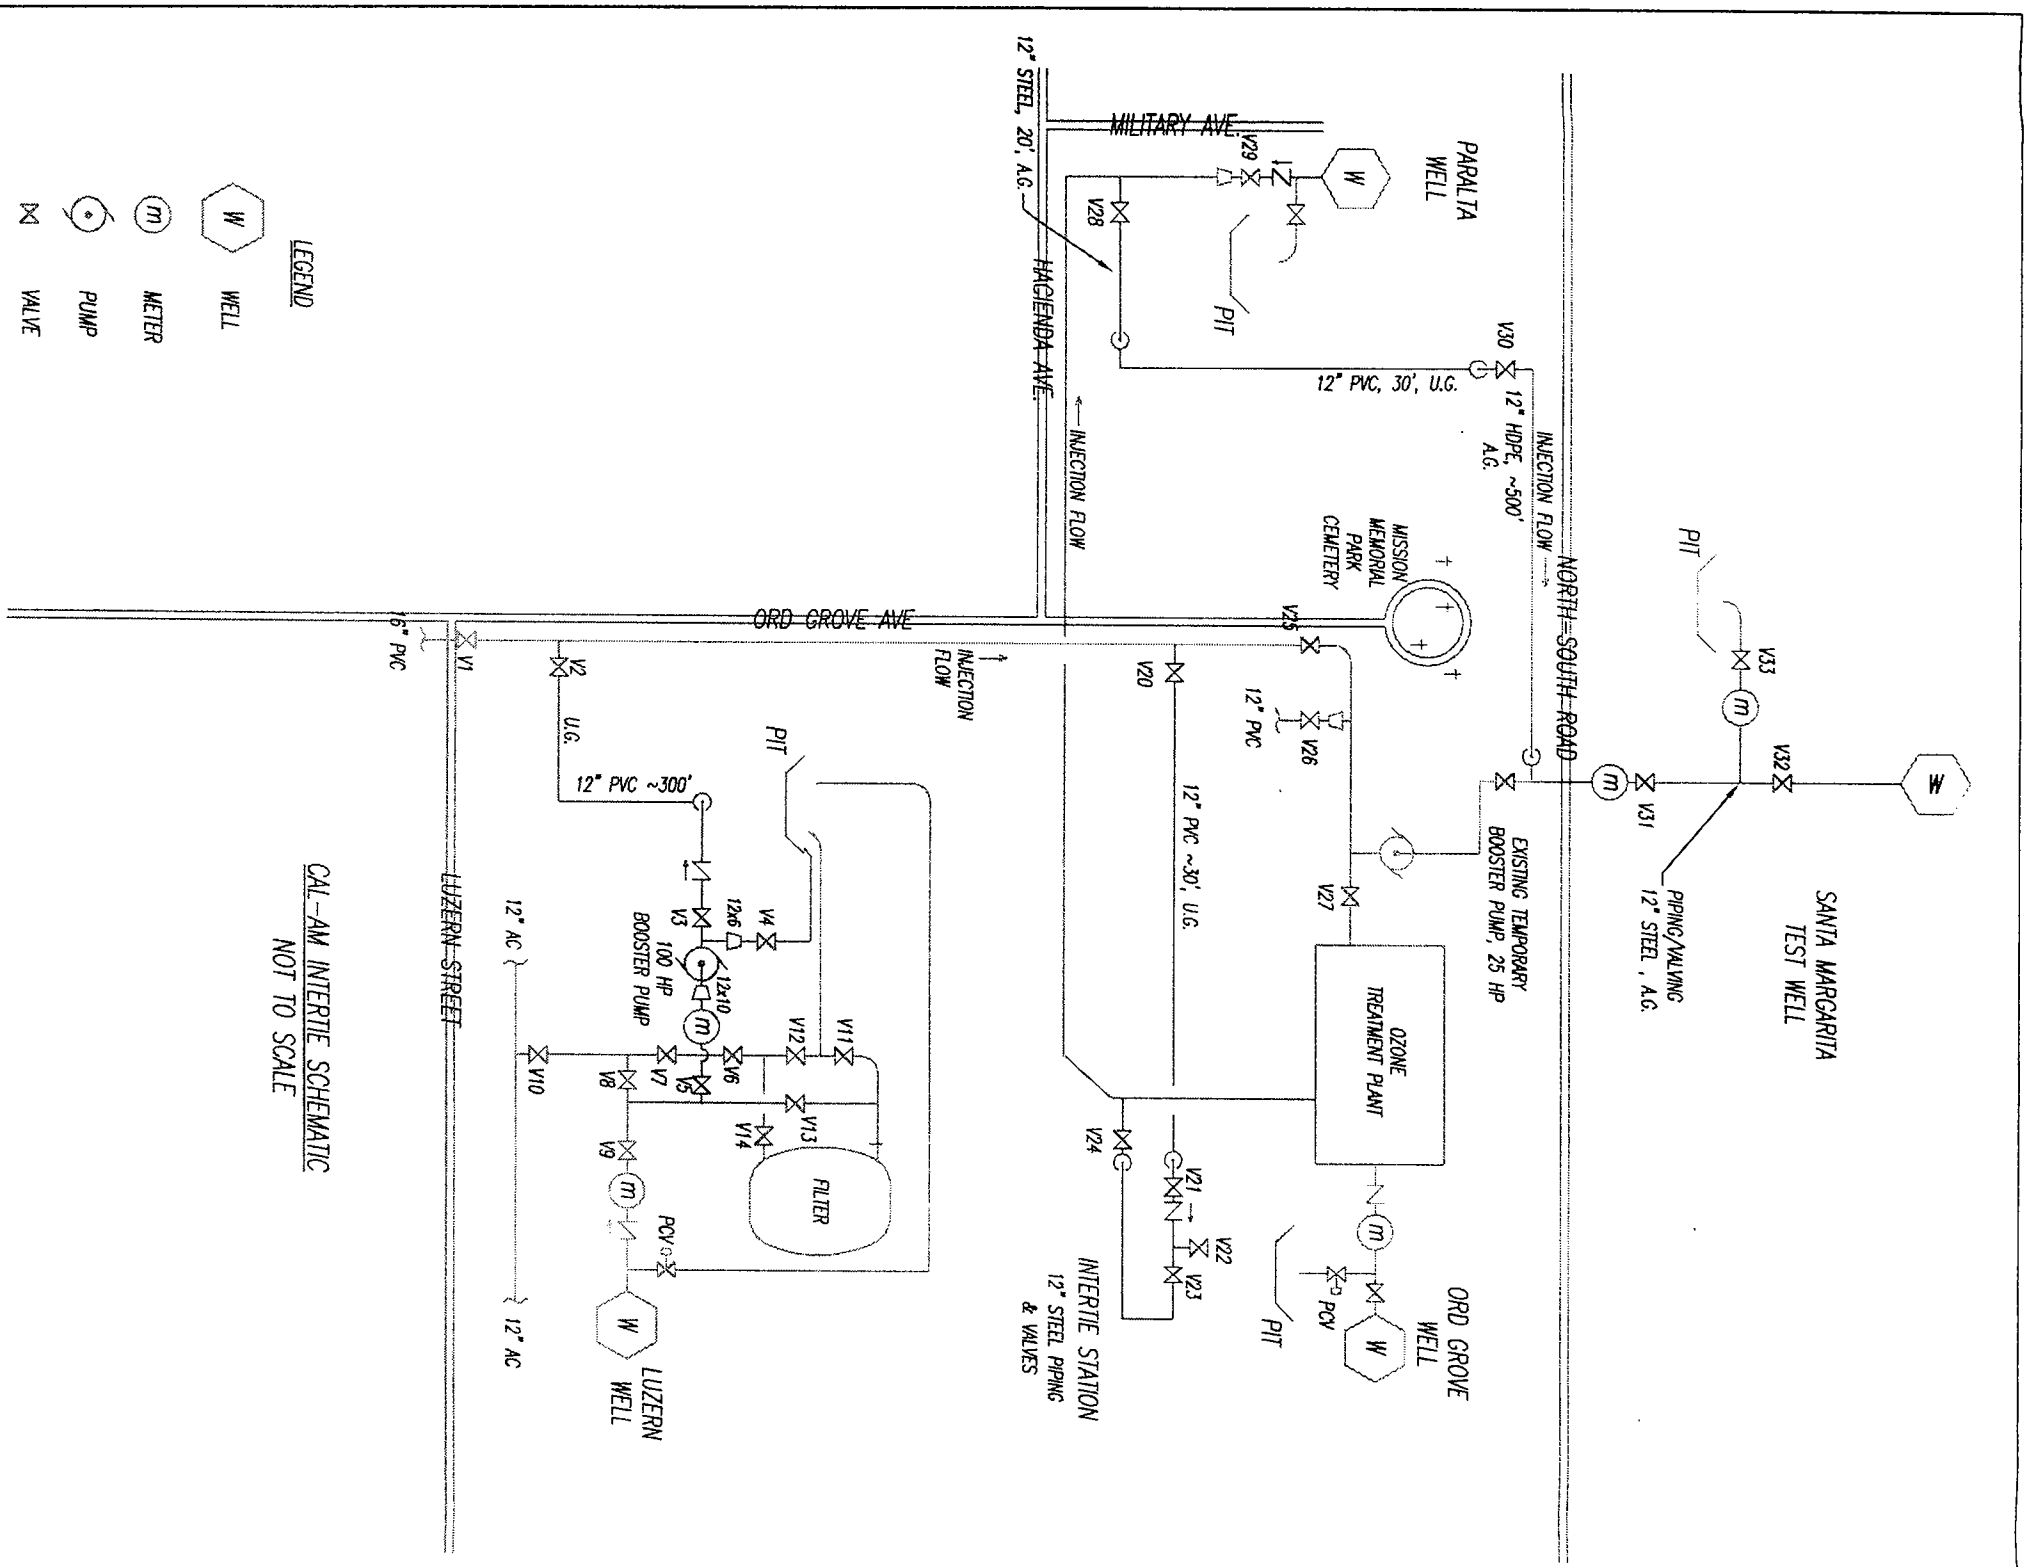 SANTA MARGARITA
TEST WELL
W
PIPING/VALVING
12" STEEL , A.G.
V32
V33
m
PIT
V31
m
NORTH-SOUTH ROAD
EXISTING TEMPORARY
BOOSTER PUMP, 25 HP
INJECTION FLOW
12" HDPE, ~500'
A.G.
V30
12" PVC, 30', U.G.
PARALTA
WELL
W
V29
PIT
MILITARY AVE.
V28
12" STEEL, 20', A.G.
HACIENDA AVE.
INJECTION FLOW
MISSION
MEMORIAL
PARK
CEMETERY
V25
V26
12" PVC
V27
OZONE
TREATMENT PLANT
m
ORD GROVE
WELL
W
PCV
PIT
V20
12" PVC ~30', U.G.
V21
V22
V23
V24
INTERTIE STATION
12" STEEL PIPING
& VALVES
INJECTION
FLOW
ORD GROVE AVE
V1
16" PVC
V2
U.G.
12" PVC ~300'
PIT
V3
12x6
V4
100 HP
BOOSTER PUMP
12x10
m
V5
V6
V7
V8
V9
V10
V11
V12
V13
V14
FILTER
m
PCV
W
LUZERN
WELL
12" AC
12" AC
LUZERN STREET
CAL-AM INTERTIE SCHEMATIC
NOT TO SCALE
LEGEND
W WELL
m METER
PUMP
VALVE